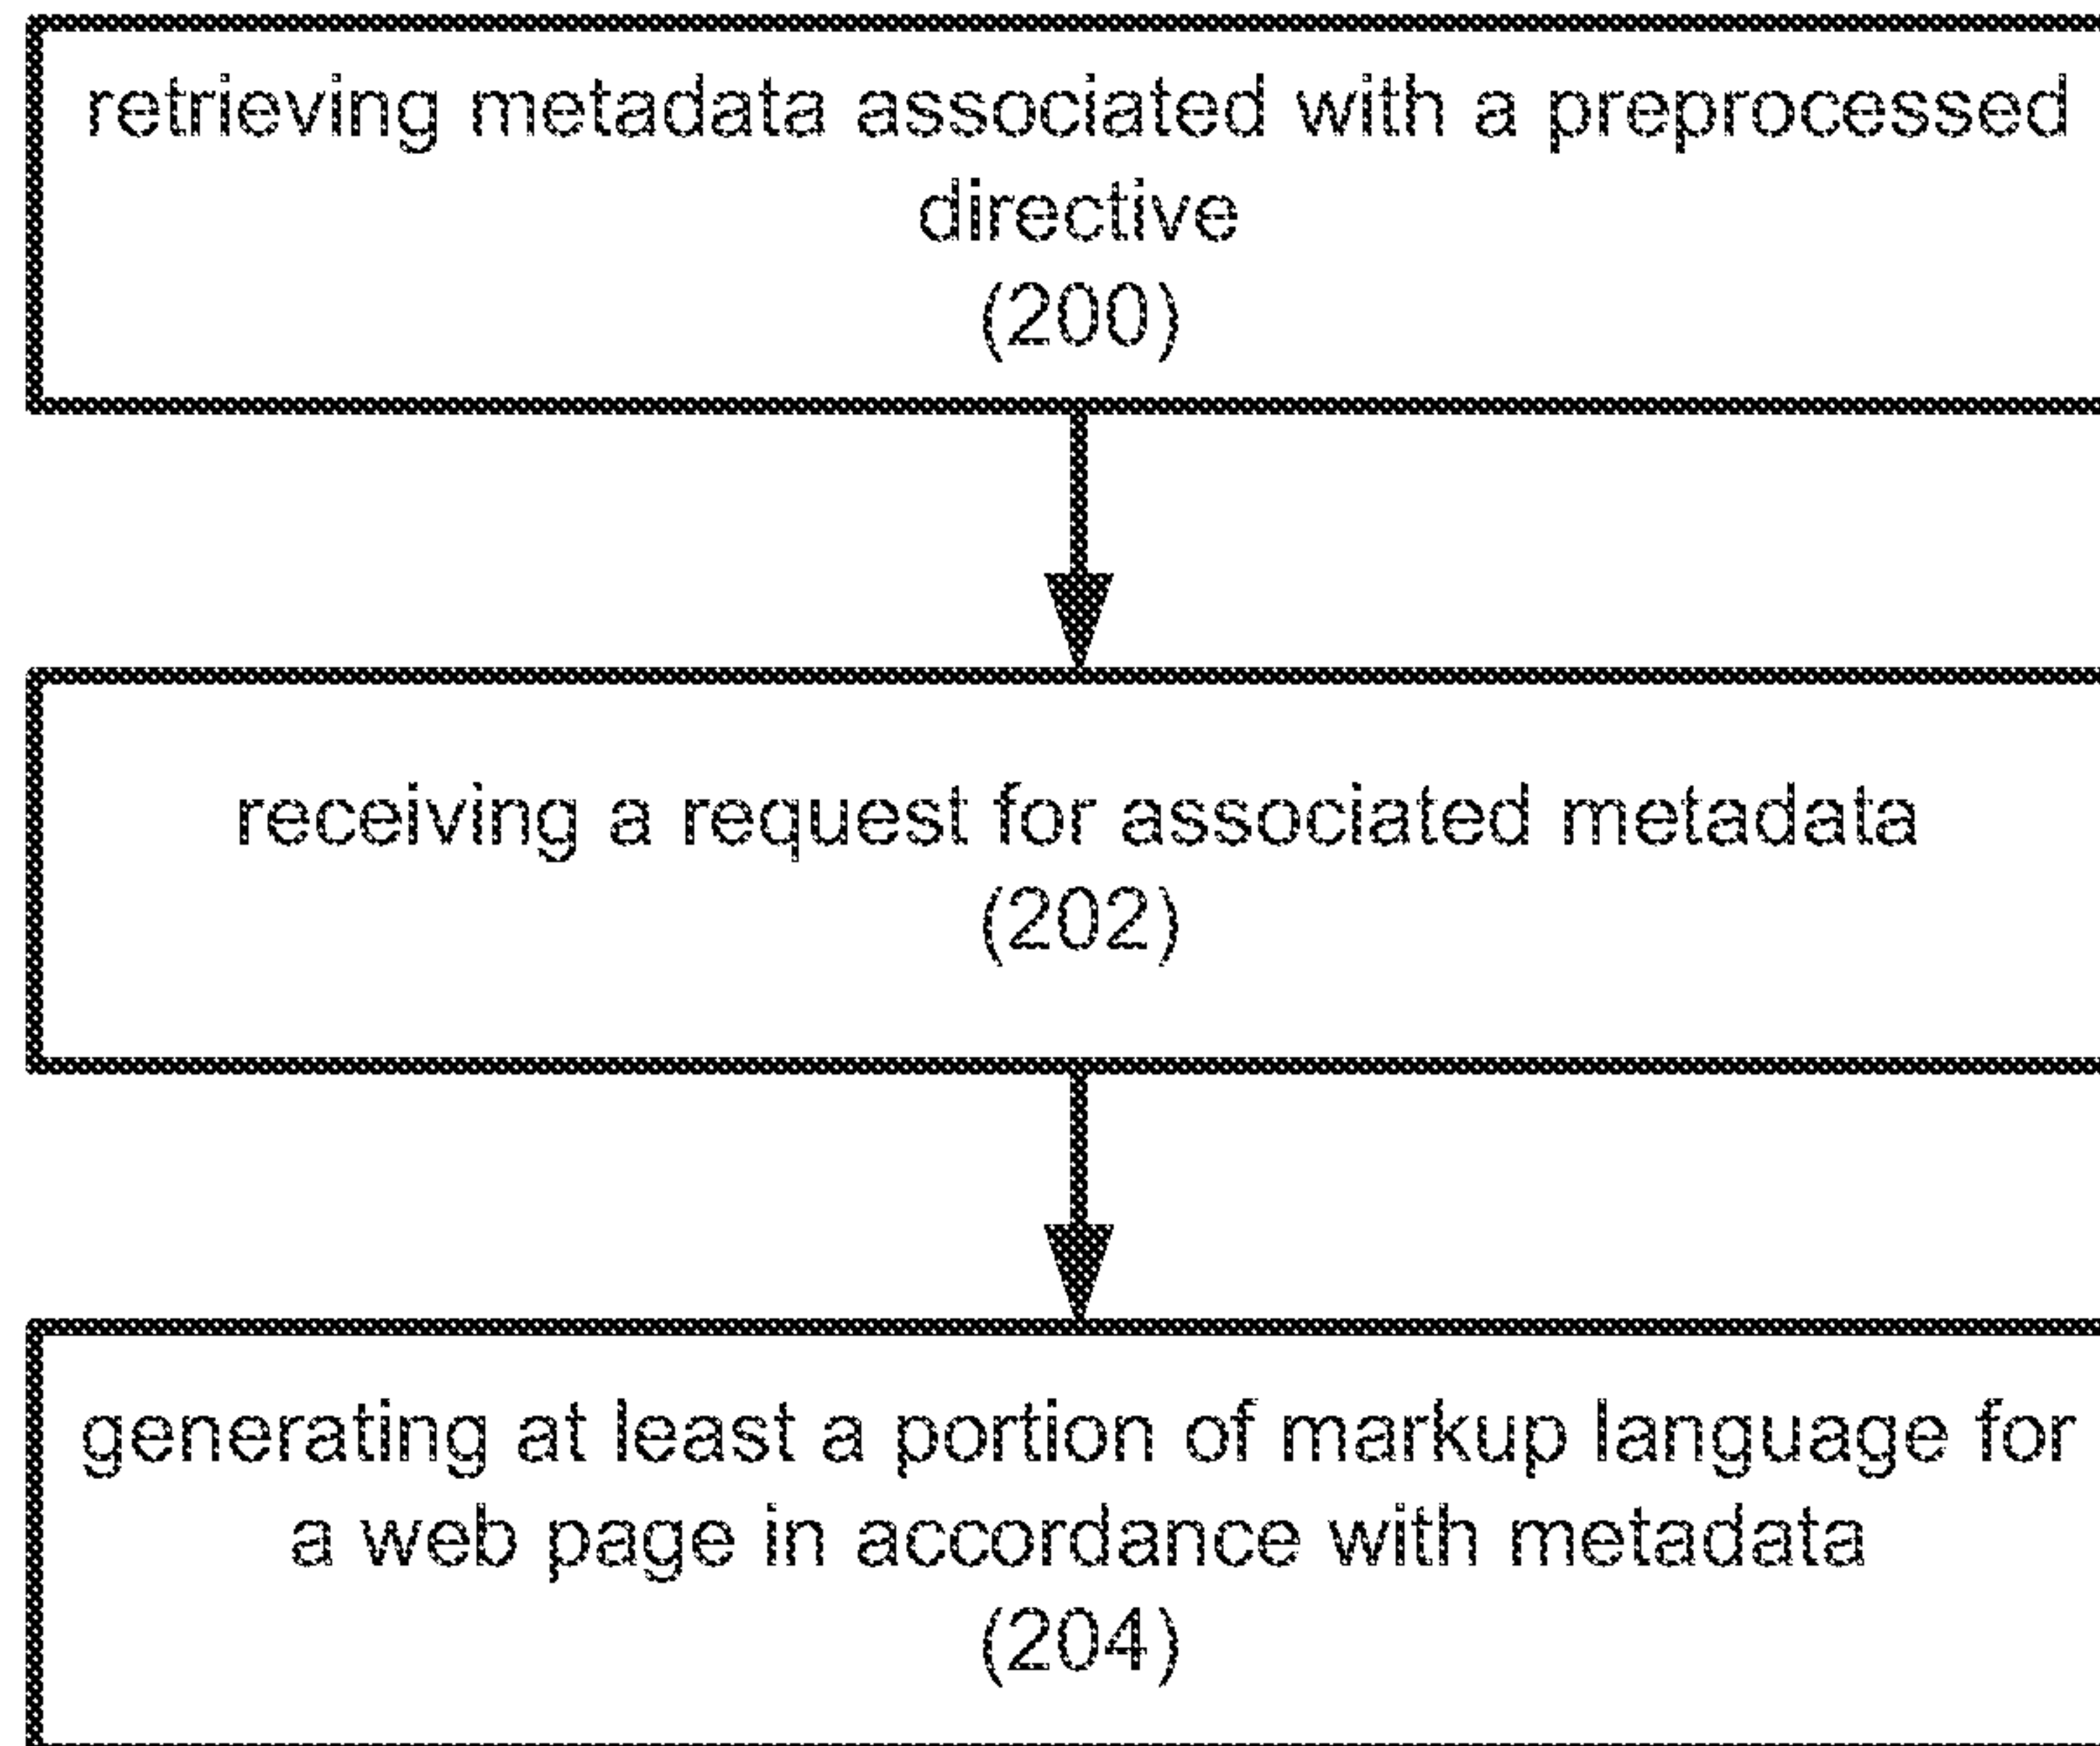 retrieving metadata associated with a preprocessed
directive
(200)
receiving a request for associated metadata
(202)
generating at least a portion of markup language for
a web page in accordance with metadata
(204)